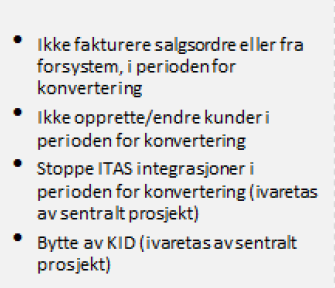 • Ikke fakturere salgsordre eller fra
forsystem, i perioden for
konvertering
• Ikke opprette/endre kunder i
perioden for konvertering
• Stoppe ITAS integrasjoner i
perioden for konvertering (ivaretas
av sentralt prosjekt)
• Bytte av KID (ivaretas av sentralt
prosjekt)